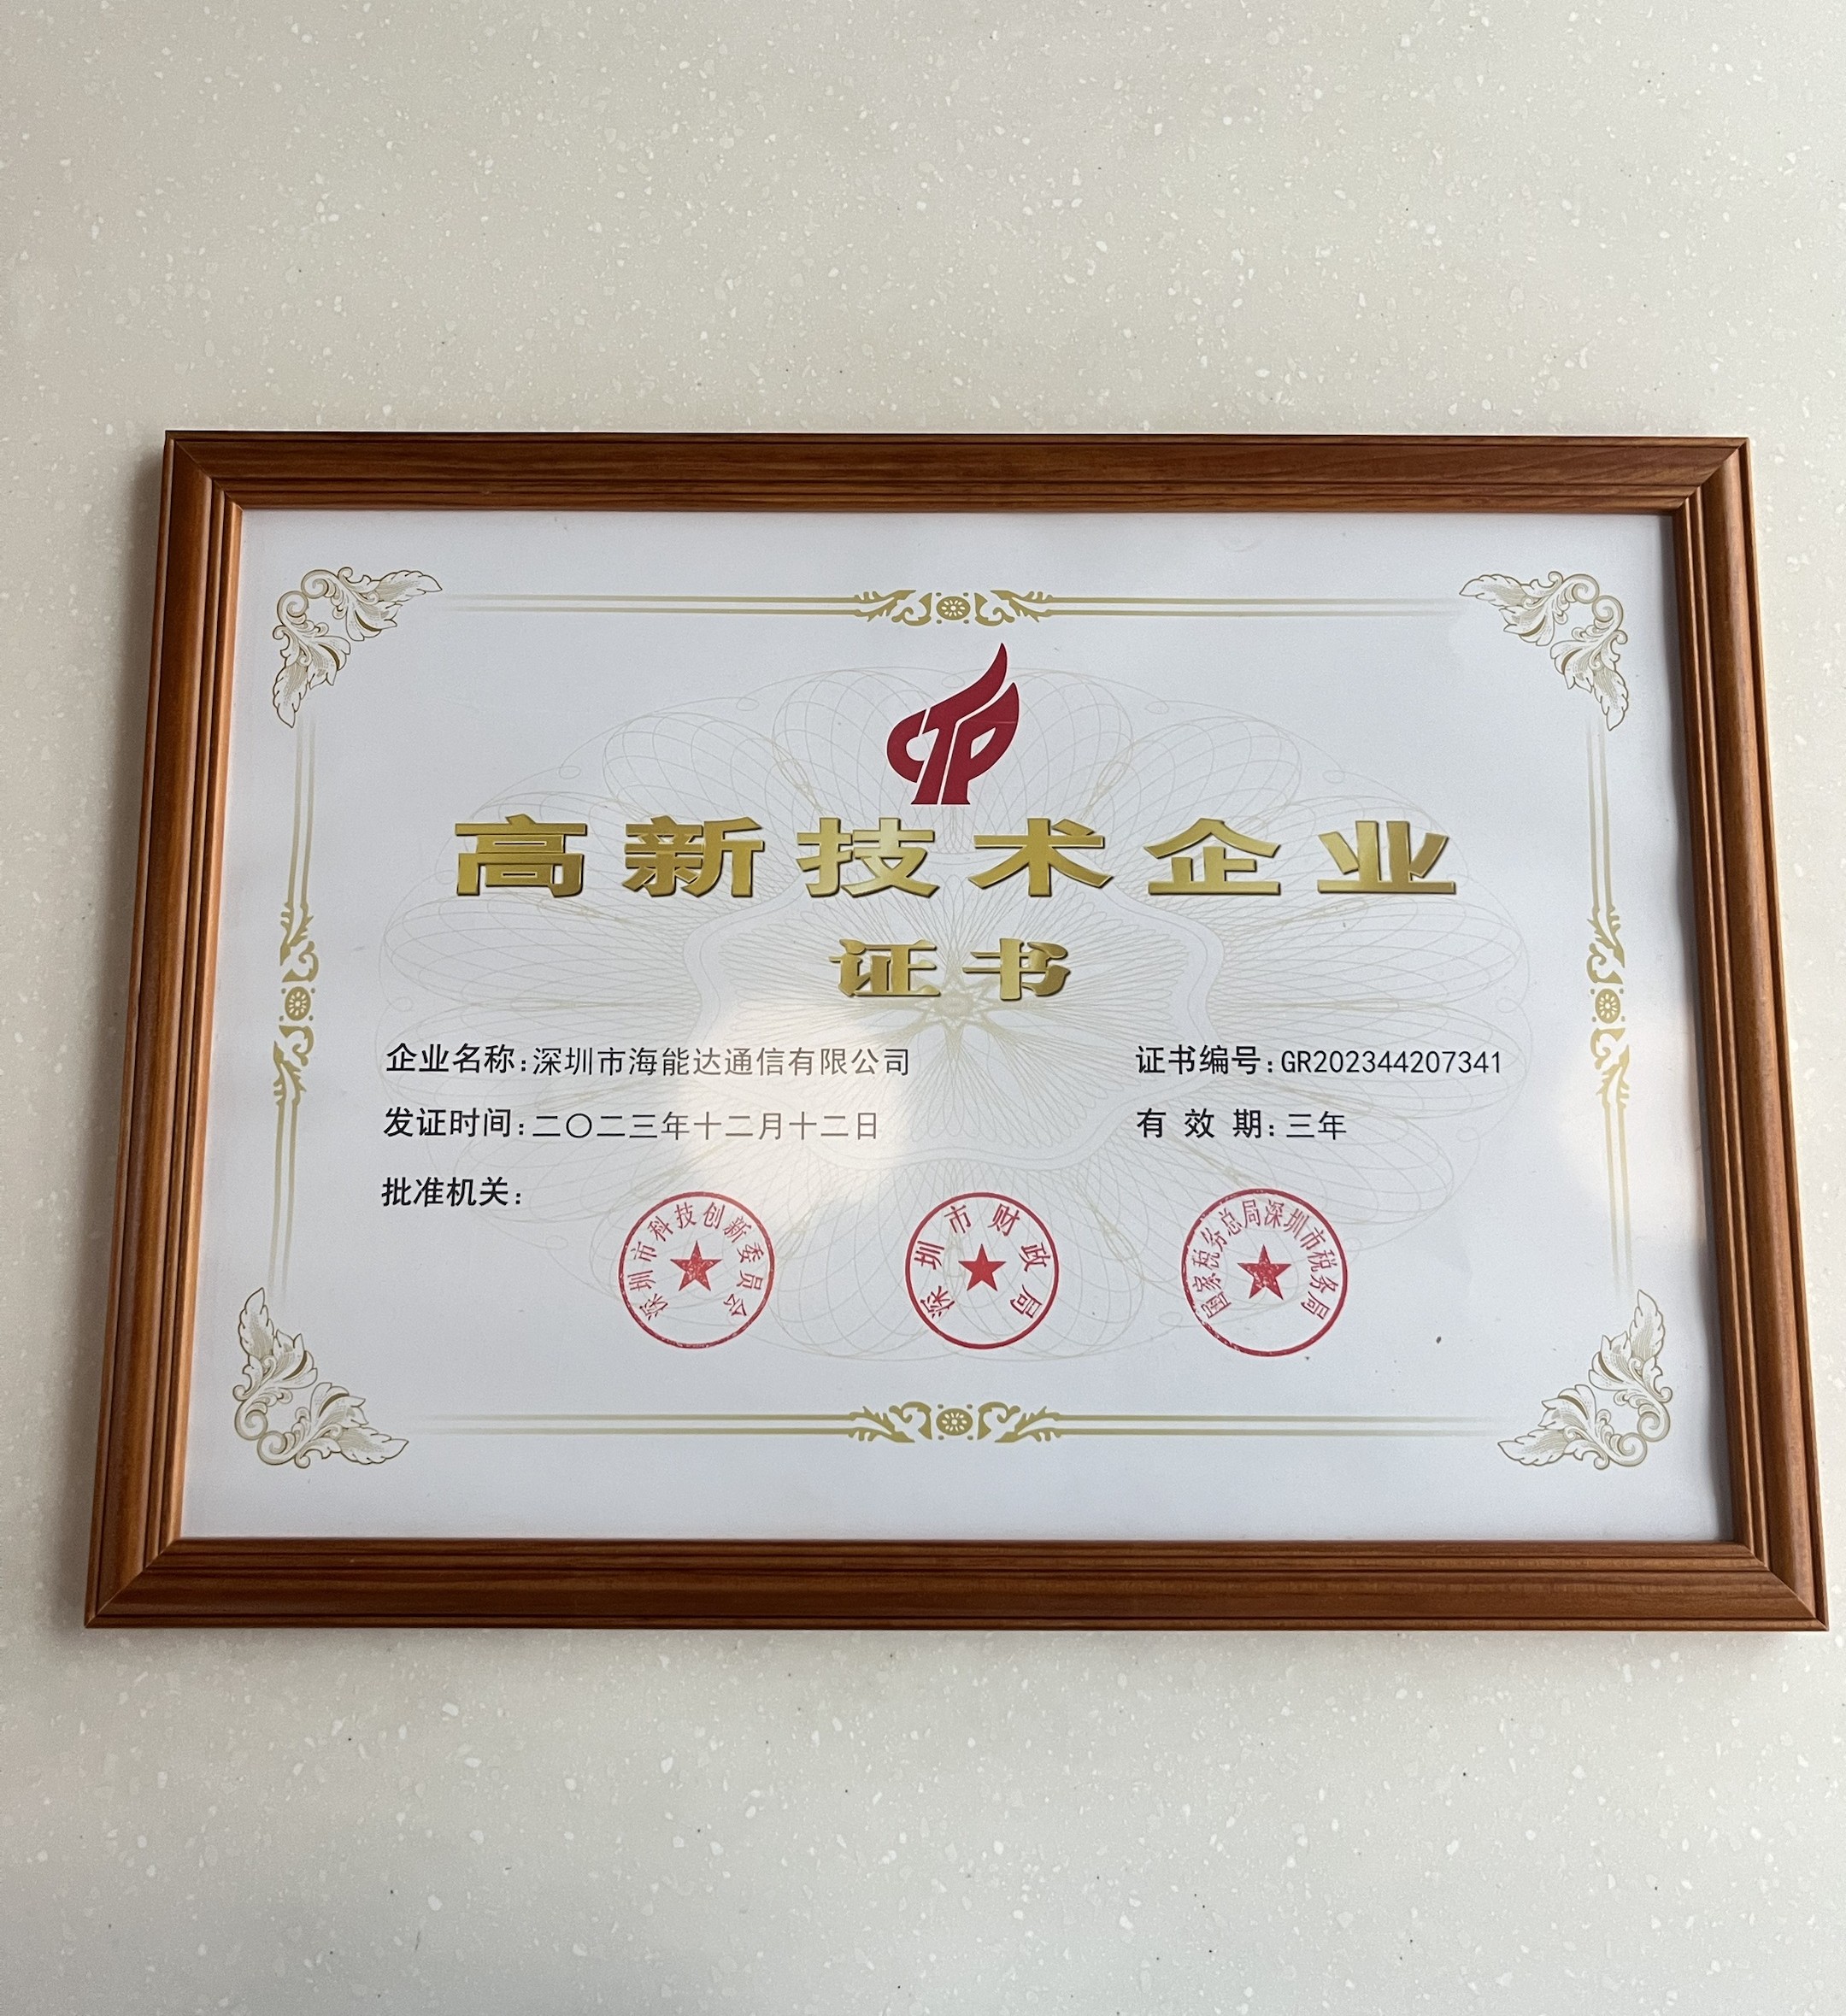 高新技术企业
证书
企业名称:深圳市海能达通信有限公司
证书编号:GR202344207341
发证时间:二〇二三年十二月十二日
有 效 期:三年
批准机关:
深圳市科技创新委员会
深圳市财政局
国家税务总局深圳市税务局